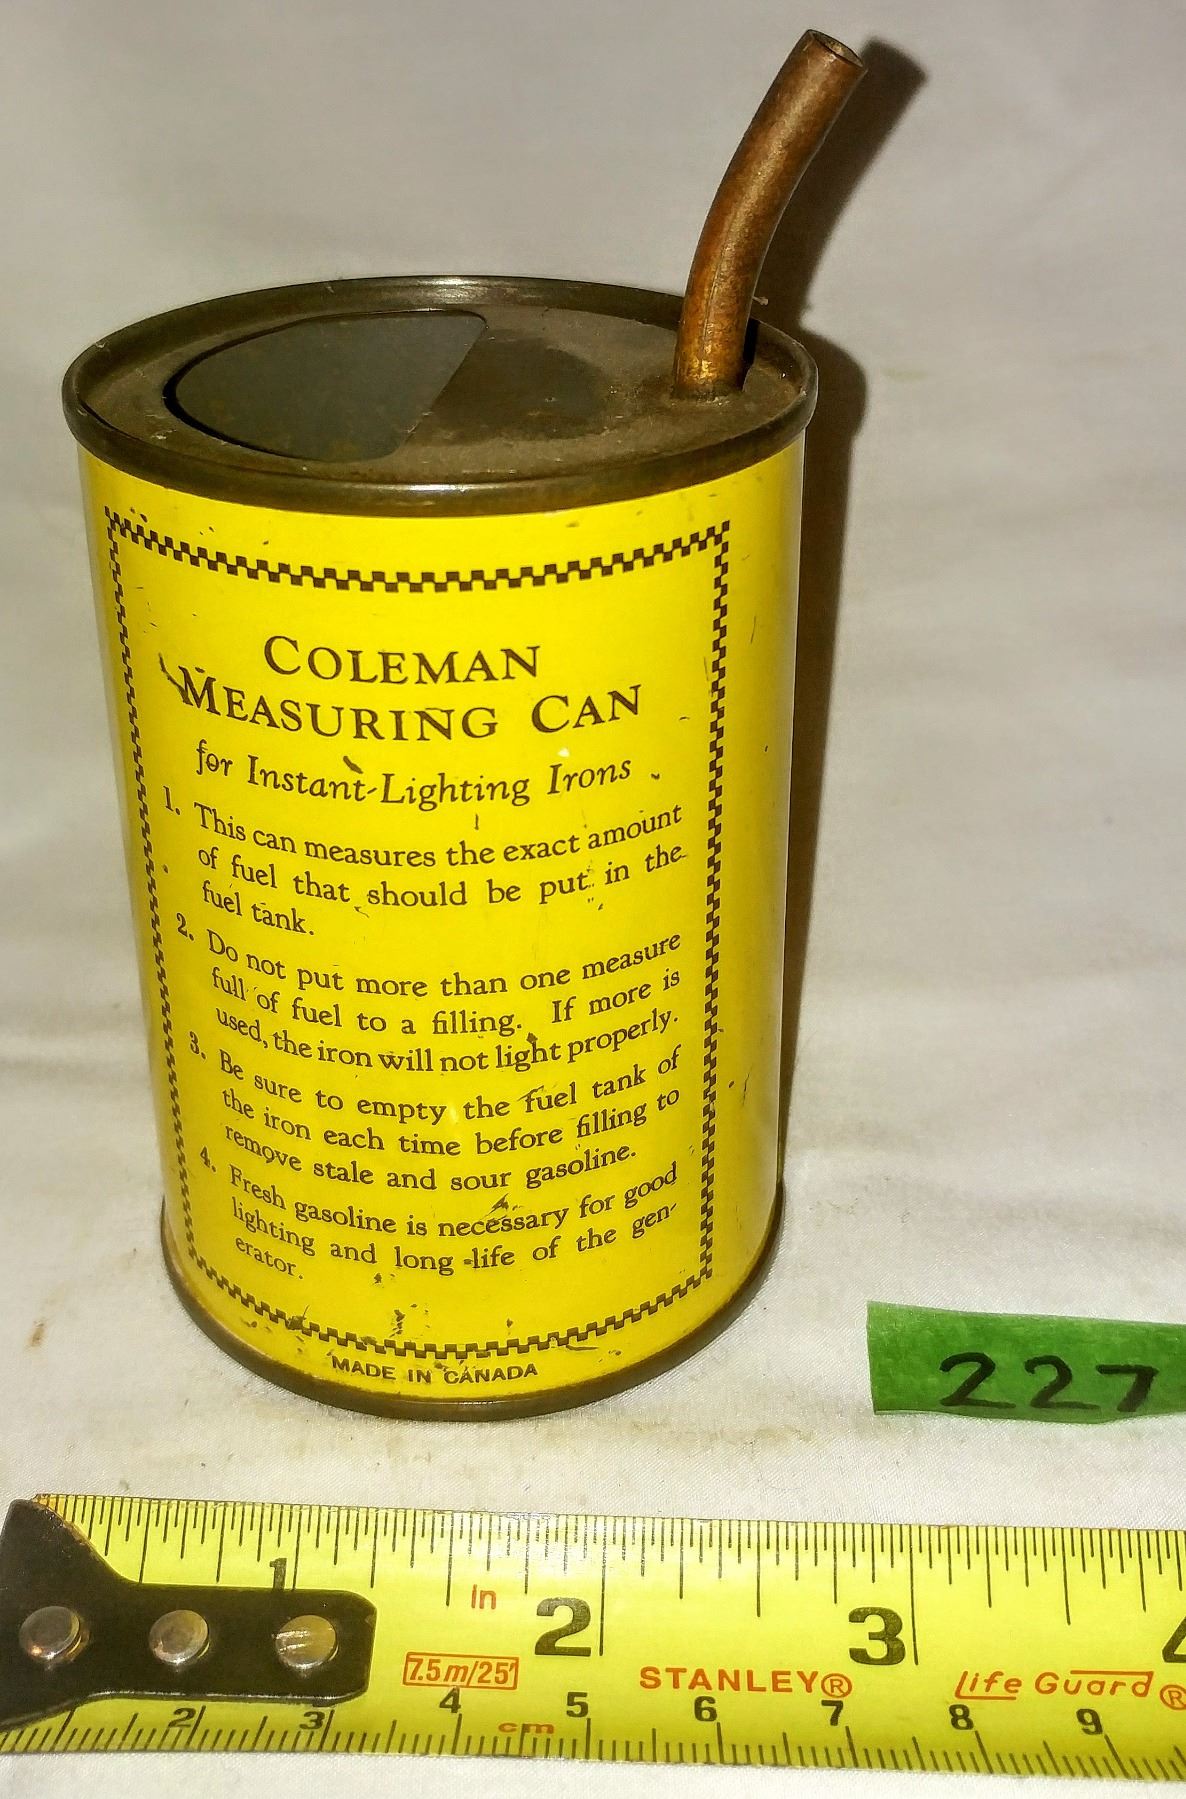 COLEMAN
MEASURING CAN
for Instant-Lighting Irons
1. This can measures the exact amount
of fuel that should be put in the
fuel tank.
2. Do not put more than one measure
full of fuel to a filling. If more is
used, the iron will not light properly.
3. Be sure to empty the fuel tank of
the iron each time before filling to
remove stale and sour gasoline.
4. Fresh gasoline is necessary for good
lighting and long life of the gen-
erator.
MADE IN CANADA
227
1 in 2 3 4
7.5m/25' STANLEY® Life Guard®
2 3 4 cm 5 6 7 8 9